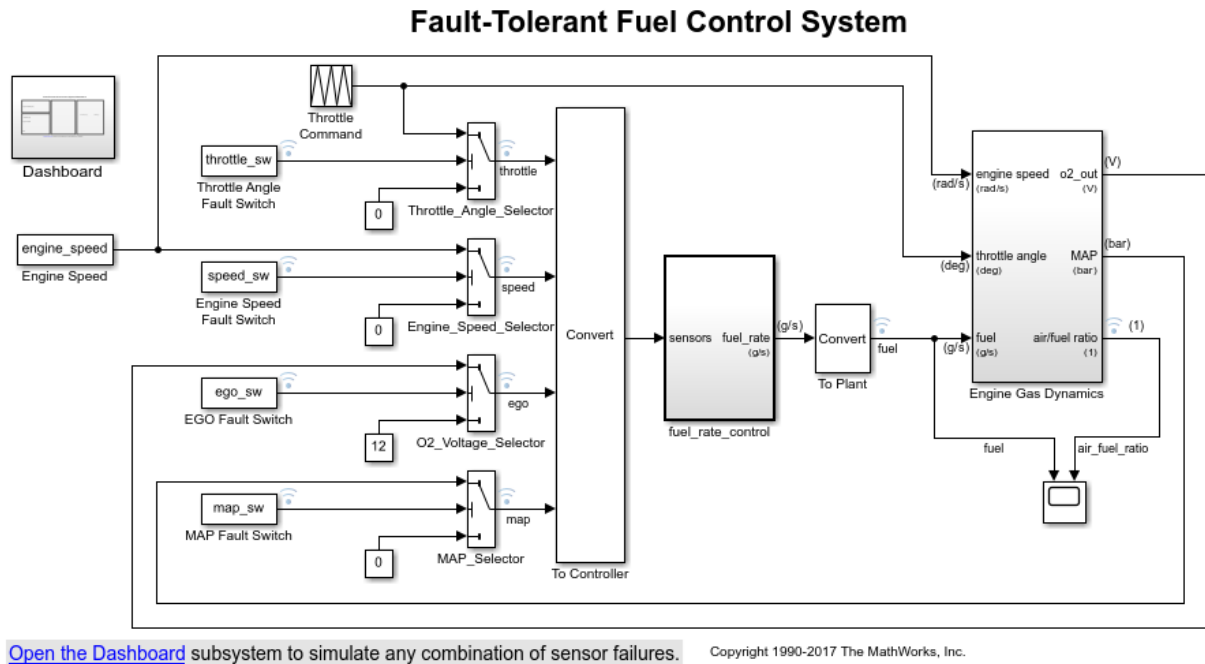 Fault-Tolerant Fuel Control System
Dashboard
Throttle
Command
throttle_sw
Throttle Angle
Fault Switch
0
throttle
Throttle_Angle_Selector
engine_speed
Engine Speed
speed_sw
Engine Speed
Fault Switch
0
speed
Engine_Speed_Selector
ego_sw
EGO Fault Switch
12
ego
O2_Voltage_Selector
map_sw
MAP Fault Switch
0
map
MAP_Selector
Convert
To Controller
sensors
fuel_rate
(g/s)
fuel_rate_control
(g/s)
Convert
To Plant
fuel
(rad/s)
engine speed
(rad/s)
o2_out
(V)
(V)
(deg)
throttle angle
(deg)
MAP
(bar)
(bar)
(g/s)
fuel
(g/s)
air/fuel ratio
(1)
(1)
Engine Gas Dynamics
fuel
air_fuel_ratio
Open the Dashboard subsystem to simulate any combination of sensor failures.
Copyright 1990-2017 The MathWorks, Inc.